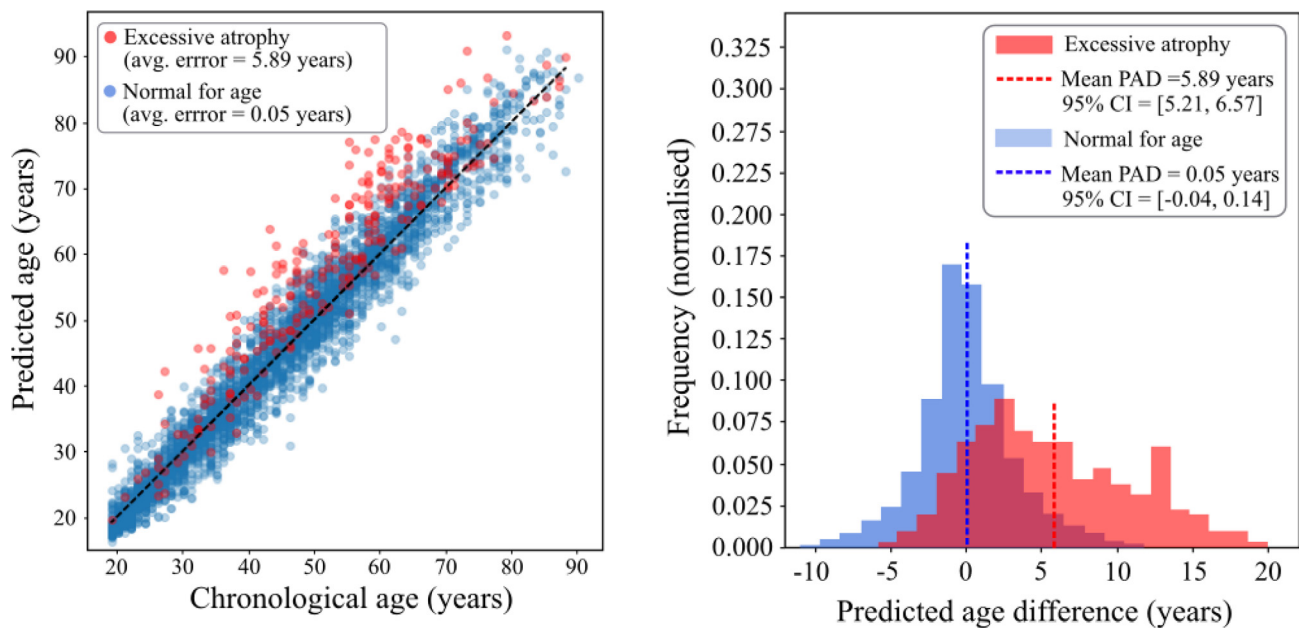 Excessive atrophy
(avg. errror = 5.89 years)
Normal for age
(avg. errror = 0.05 years)
90
80
70
60
50
40
30
20
Predicted age (years)
20 30 40 50 60 70 80 90
Chronological age (years)
Excessive atrophy
Mean PAD =5.89 years
95% CI = [5.21, 6.57]
Normal for age
Mean PAD = 0.05 years
95% CI = [-0.04, 0.14]
0.325
0.300
0.275
0.250
0.225
0.200
0.175
0.150
0.125
0.100
0.075
0.050
0.025
0.000
Frequency (normalised)
-10 -5 0 5 10 15 20
Predicted age difference (years)